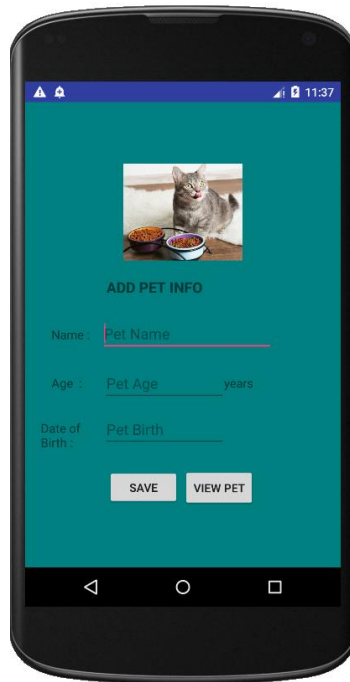 11:37
ADD PET INFO
Name : Pet Name
Age : Pet Age years
Date of
Birth : Pet Birth
SAVE VIEW PET